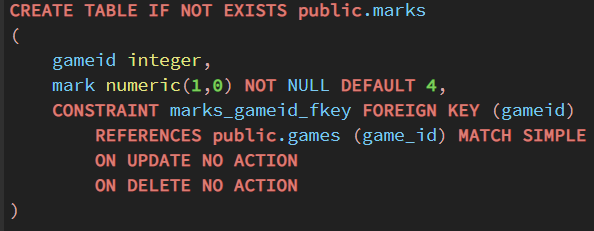 CREATE TABLE IF NOT EXISTS public.marks
(
    gameid integer,
    mark numeric(1,0) NOT NULL DEFAULT 4,
    CONSTRAINT marks_gameid_fkey FOREIGN KEY (gameid)
        REFERENCES public.games (game_id) MATCH SIMPLE
        ON UPDATE NO ACTION
        ON DELETE NO ACTION
)